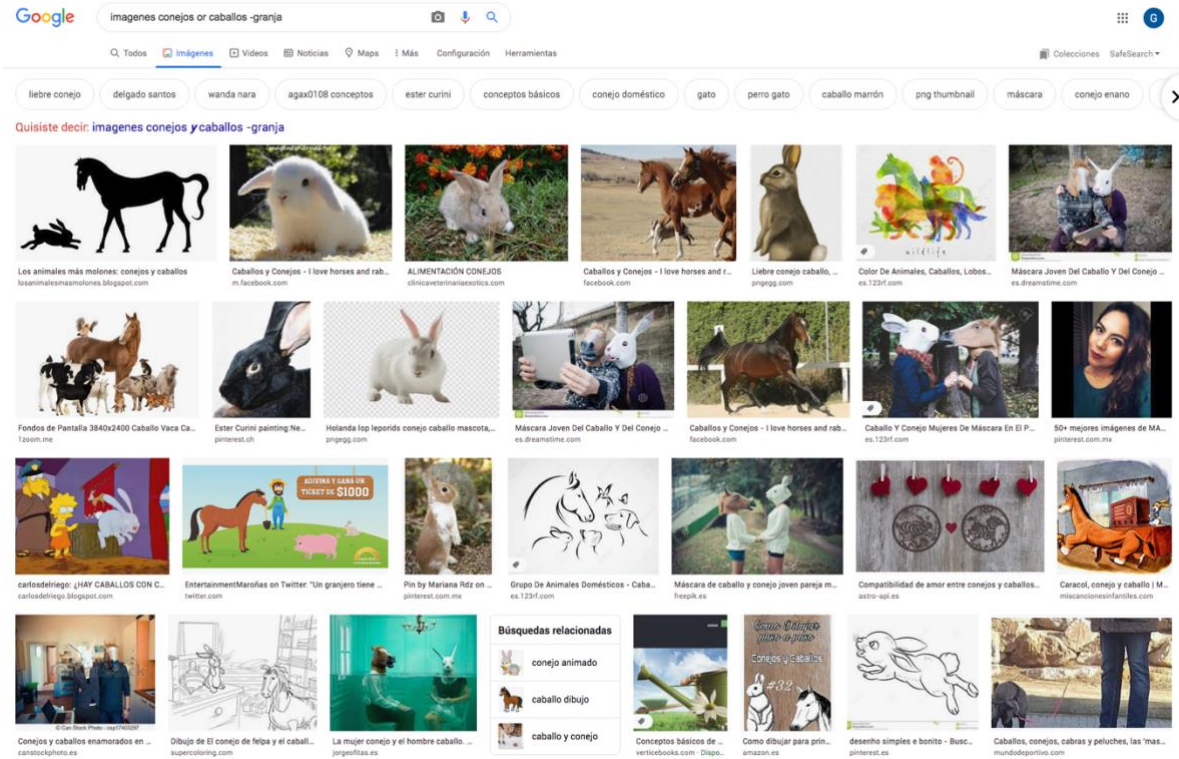 Google
imagenes conejos or caballos -granja
G
Todos Imágenes Videos Noticias Maps Más Configuración Herramientas
Colecciones SafeSearch
liebre conejo delgado santos wanda nara agax0108 conceptos ester curini conceptos básicos conejo doméstico gato perro gato caballo marrón png thumbnail máscara conejo enano
Quisiste decir: imagenes conejos y caballos -granja
wildlife
Los animales más molones: conejos y caballos
losanimalesmasmolones.blogspot.com
Caballos y Conejos - I love horses and rab...
m.facebook.com
ALIMENTACIÓN CONEJOS
clinicaveterinariaexotica.com
Caballos y Conejos - I love horses and r...
facebook.com
Liebre conejo caballo, ...
pngegg.com
Color De Animales, Caballos, Lobos...
es.123rf.com
Máscara Joven Del Caballo Y Del Conejo ...
es.dreamstime.com
Fondos de Pantalla 3840x2400 Caballo Vaca Ca...
1zoom.me
Ester Curini painting:Ne...
pinterest.ch
Holanda lop leporids conejo caballo mascota,...
pngegg.com
Máscara Joven Del Caballo Y Del Conejo ...
es.dreamstime.com
Caballos y Conejos - I love horses and rab...
facebook.com
Caballo Y Conejo Mujeres De Máscara En El P...
es.123rf.com
50+ mejores imágenes de MA...
pinterest.com.mx
ADIVINA Y GANA UN
TICKET DE $1000
carlosdelriego: ¿HAY CABALLOS CON C...
carlosdelriego.blogspot.com
EntertainmentMaroñas on Twitter: "Un granjero tiene ...
twitter.com
Pin by Mariana Rdz on ...
pinterest.com.mx
Grupo De Animales Domésticos - Caba...
es.123rf.com
Máscara de caballo y conejo joven pareja m...
freepik.es
Compatibilidad de amor entre conejos y caballos...
astro-api.es
Caracol, conejo y caballo | M...
miscancionesinfantiles.com
© Can Stock Photo - csp17403297
Conejos y caballos enamorados en ...
canstockphoto.es
Dibujo de El conejo de felpa y el caball...
supercoloring.com
La mujer conejo y el hombre caballo. ...
jorgesfitas.es
Búsquedas relacionadas
conejo animado
caballo dibujo
caballo y conejo
Conceptos básicos de ...
verticebooks.com · Dispo...
Como Dibujar
paso a paso
Conejos y Caballos
#32
Como dibujar para prin...
amazon.es
desenho simples e bonito - Busc...
pinterest.es
Caballos, conejos, cabras y peluches, las 'mas...
mundodeportivo.com